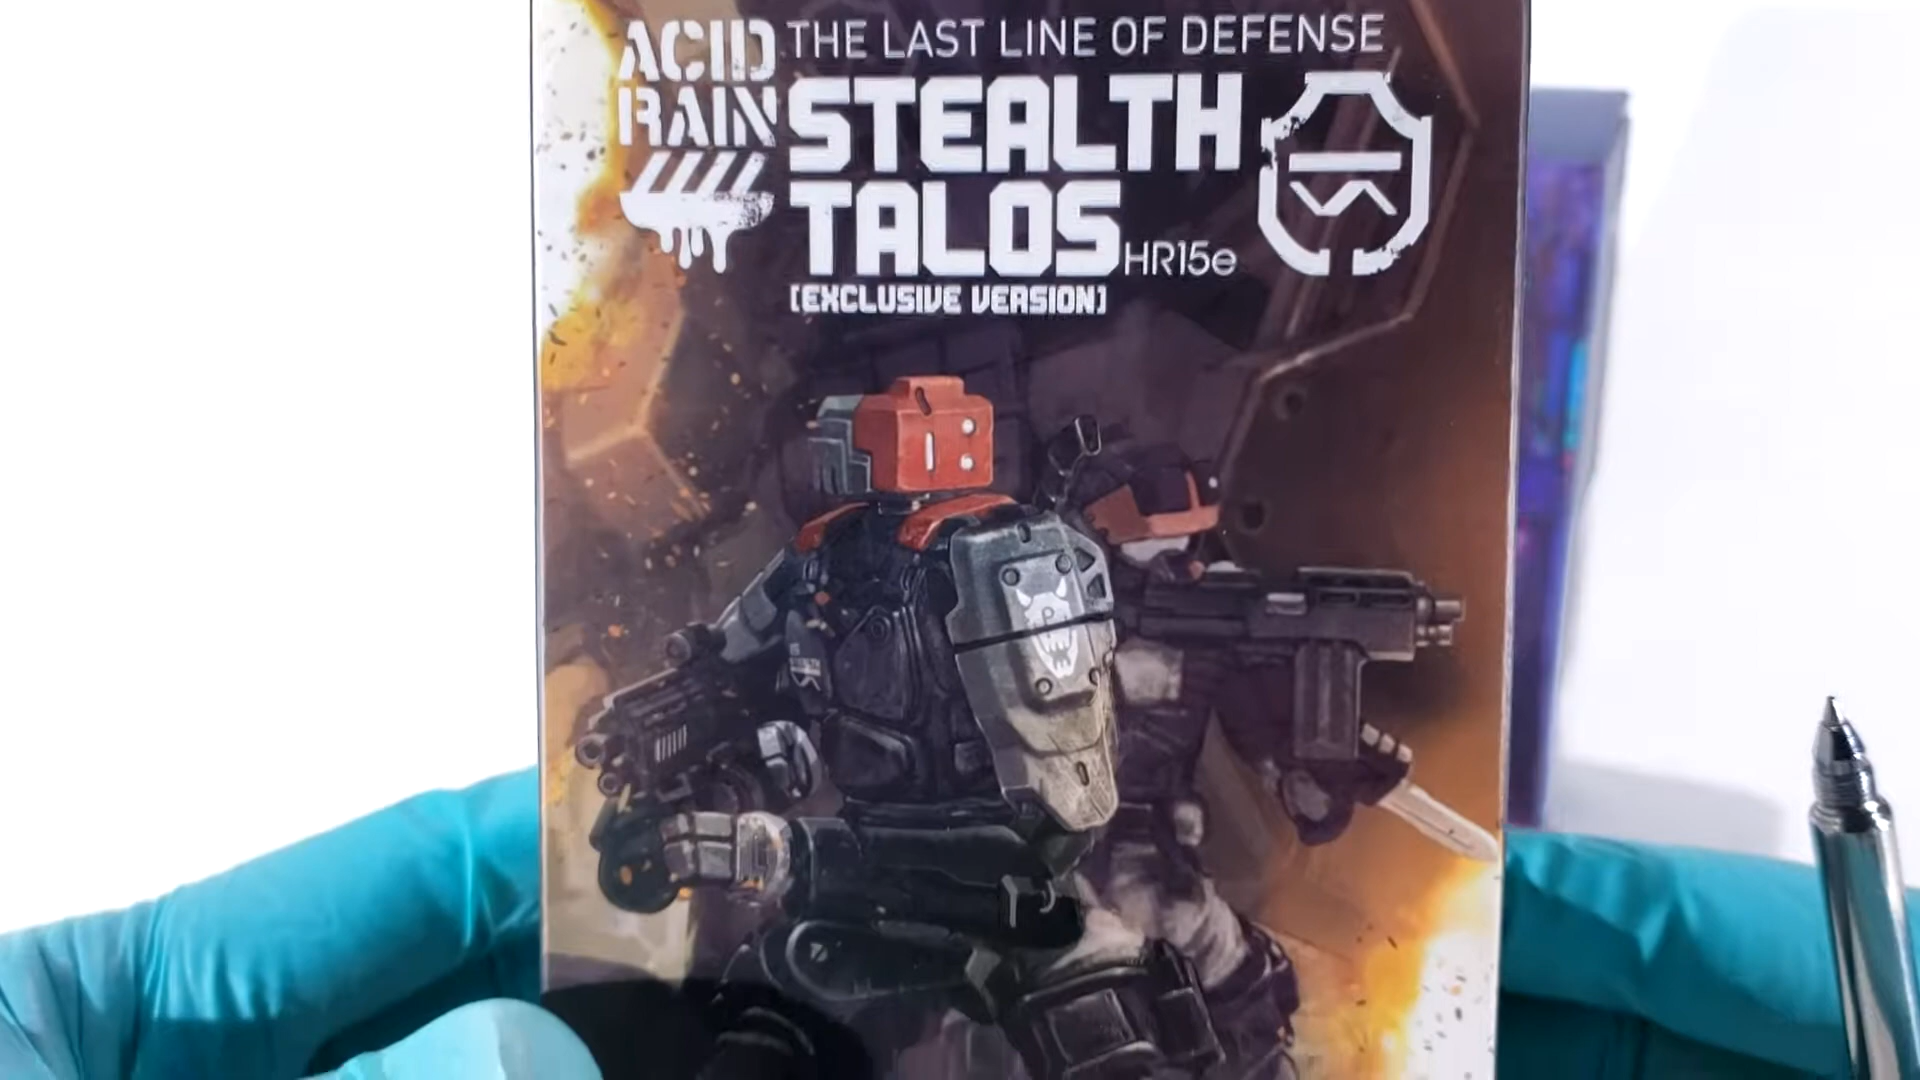 ACID
RAIN
THE LAST LINE OF DEFENSE
STEALTH
TALOS HR15e
[EXCLUSIVE VERSION]